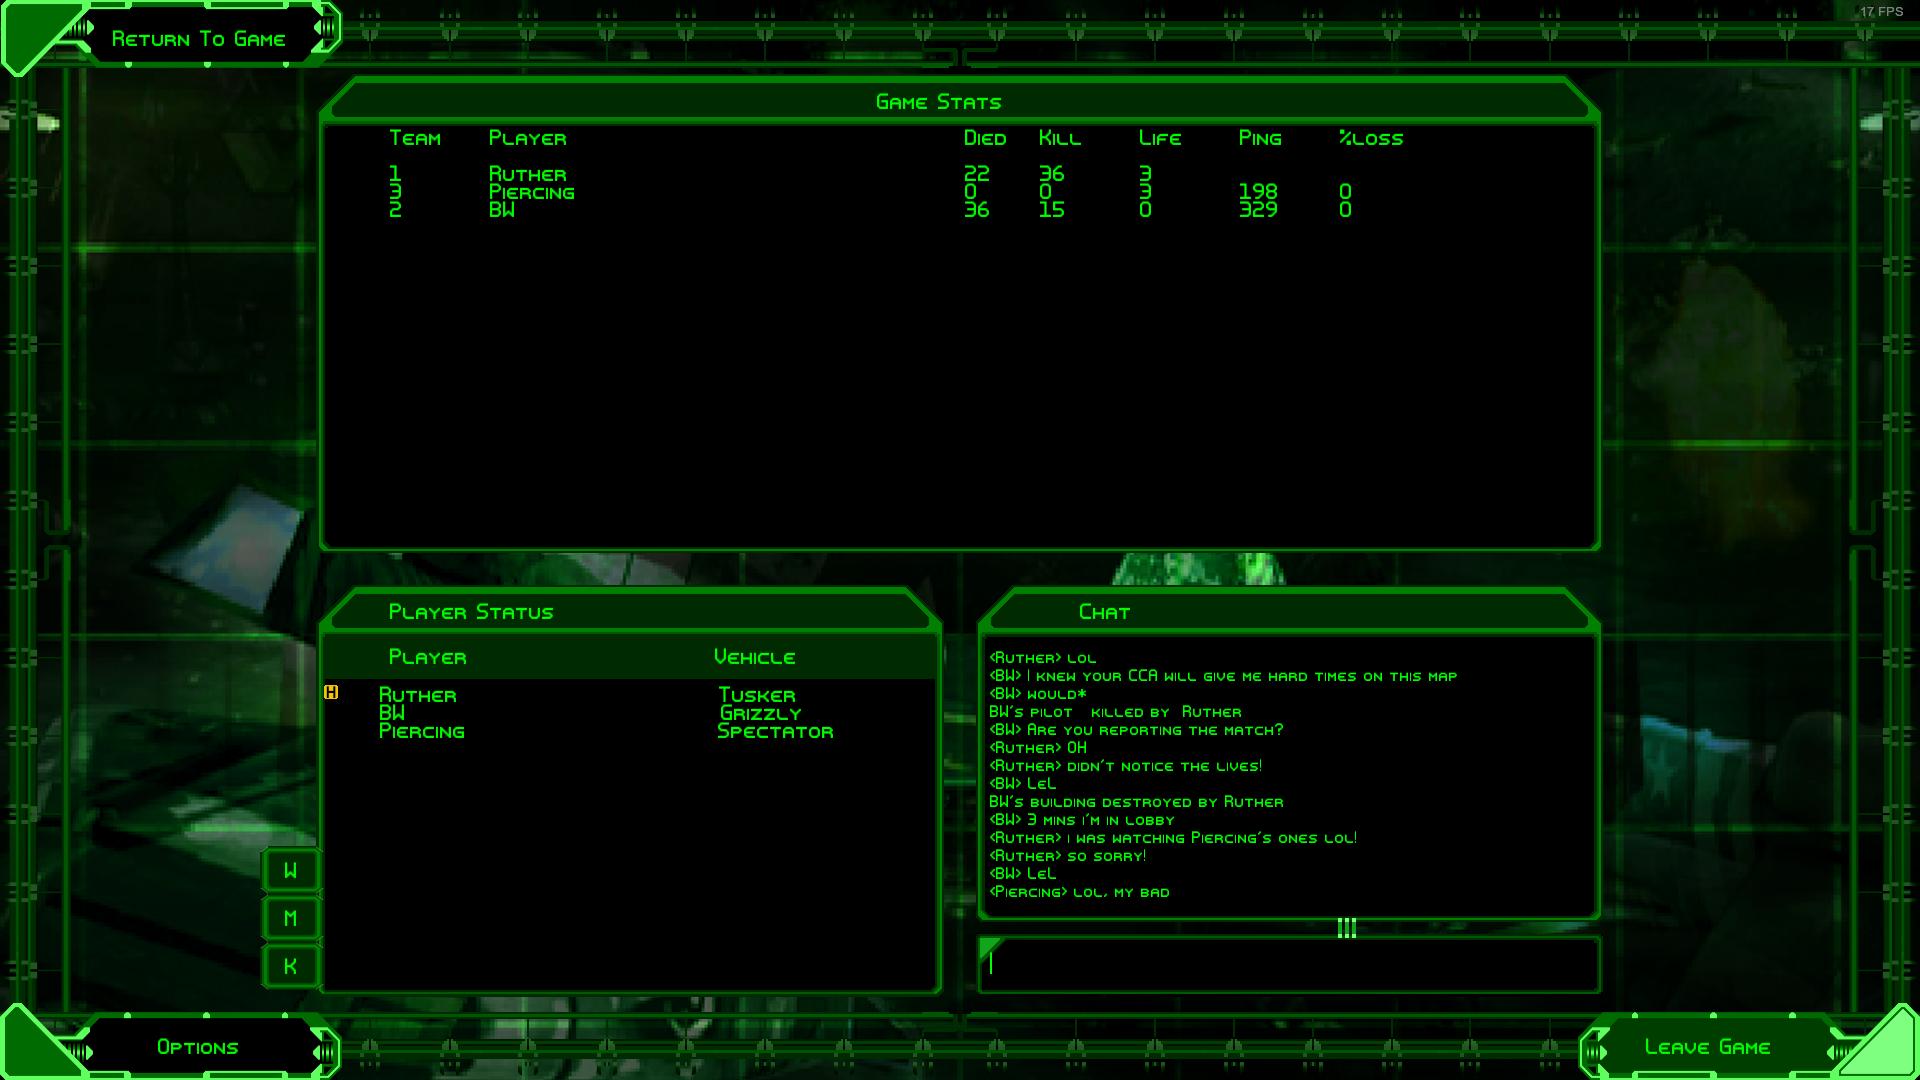 17 FPS
Return To Game
Game Stats
Team Player Died Kill Life Ping %loss
1 Ruther 22 36 3
3 Piercing 0 0 3 198 0
2 BW 36 15 0 329 0
Player Status
Player Vehicle
H Ruther Tusker
BW Grizzly
Piercing Spectator
W
M
K
Chat
<Ruther> lol
<BW> I knew your CCA will give me hard times on this map
<BW> would*
BW's pilot killed by Ruther
<BW> Are you reporting the match?
<Ruther> OH
<Ruther> didn't notice the lives!
<BW> LeL
BW's building destroyed by Ruther
<BW> 3 mins i'm in lobby
<Ruther> i was watching Piercing's ones lol!
<Ruther> so sorry!
<BW> LeL
<Piercing> lol, my bad
Options
Leave Game